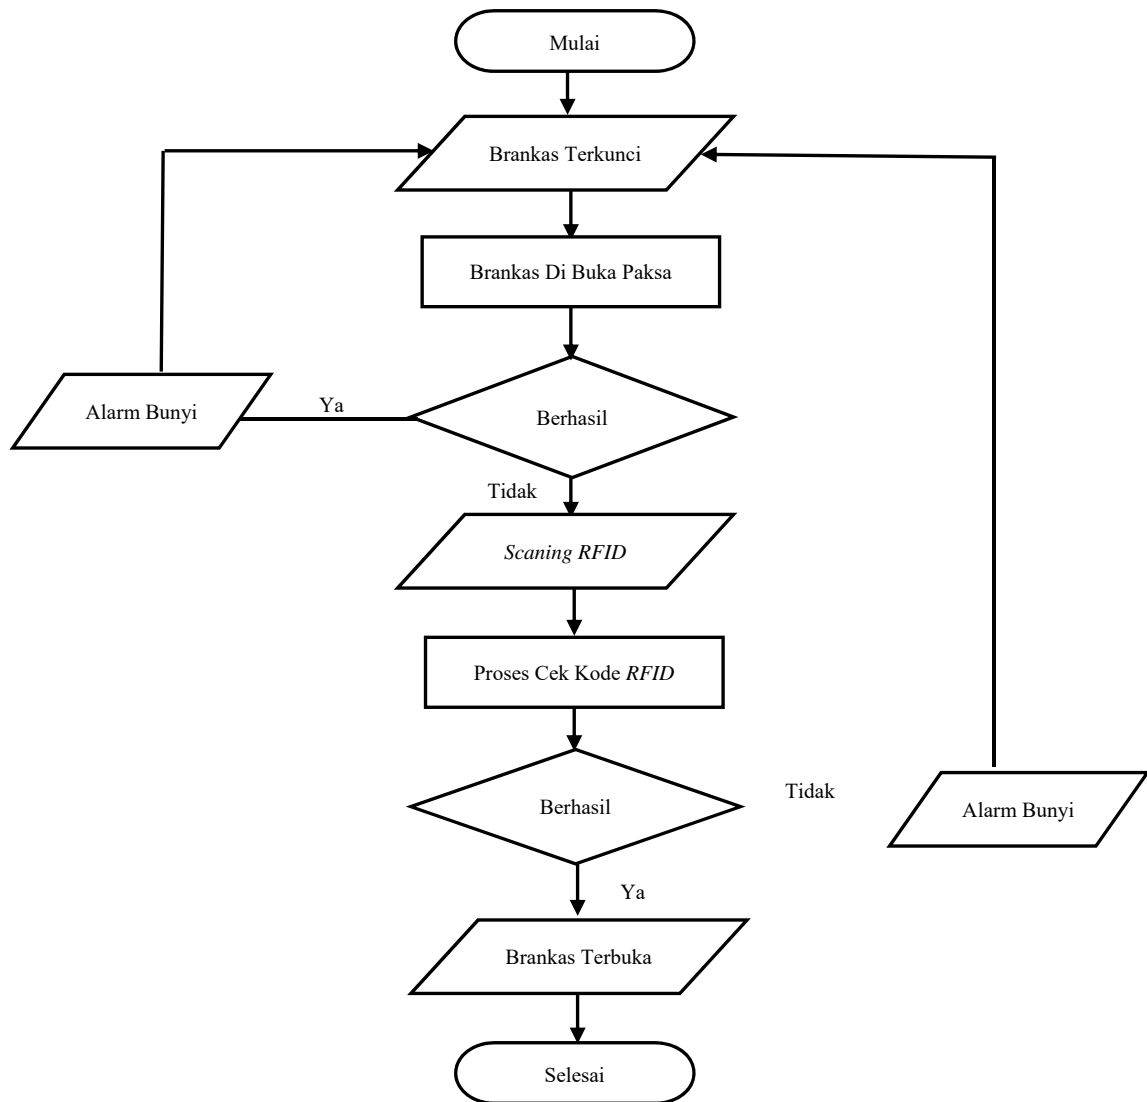 Mulai
Brankas Terkunci
Brankas Di Buka Paksa
Alarm Bunyi
Ya
Berhasil
Tidak
Scaning RFID
Proses Cek Kode RFID
Berhasil
Tidak
Alarm Bunyi
Ya
Brankas Terbuka
Selesai